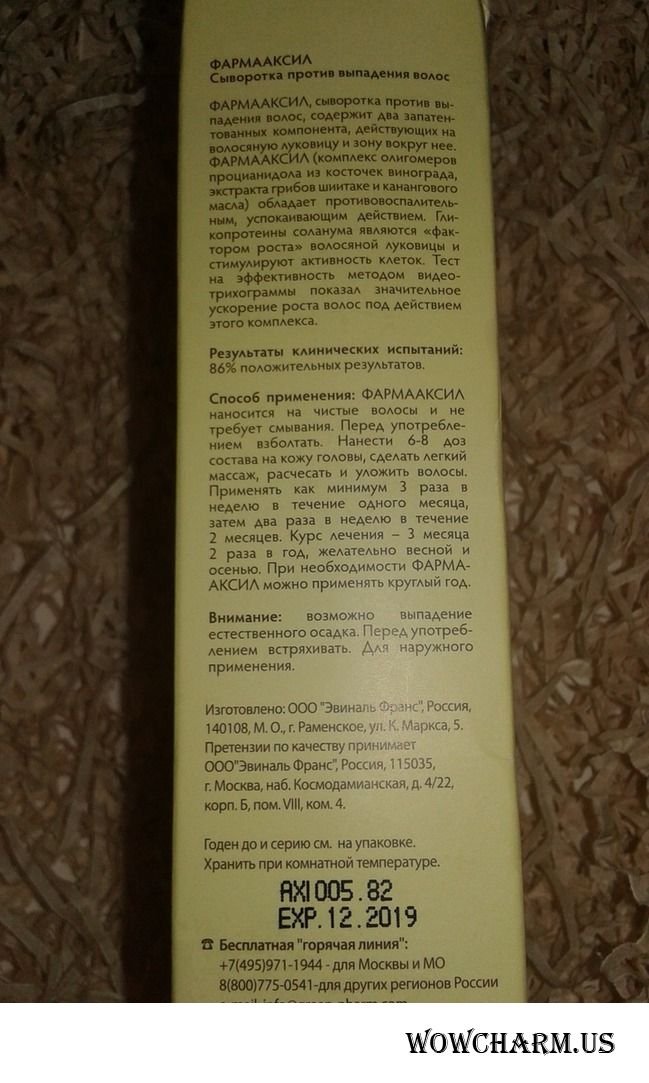 ФАРМААКСИЛ
Сыворотка против выпадения волос
ФАРМААКСИЛ, сыворотка против вы-
падения волос, содержит два запатен-
тованных компонента, действующих на
волосяную луковицу и зону вокруг нее.
ФАРМААКСИЛ (комплекс олигомеров
процианидола из косточек винограда,
экстракта грибов шиитаке и канангового
масла) обладает противовоспалитель-
ным, успокаивающим действием. Гли-
копротеины соланума являются «фак-
тором роста» волосяной луковицы и
стимулируют активность клеток. Тест
на эффективность методом видео-
трихограммы показал значительное
ускорение роста волос под действием
этого комплекса.
Результаты клинических испытаний:
86% положительных результатов.
Способ применения: ФАРМААКСИЛ
наносится на чистые волосы и не
требует смывания. Перед употребле-
нием взболтать. Нанести 6-8 доз
состава на кожу головы, сделать легкий
массаж, расчесать и уложить волосы.
Применять как минимум 3 раза в
неделю в течение одного месяца,
затем два раза в неделю в течение
2 месяцев. Курс лечения – 3 месяца
2 раза в год, желательно весной и
осенью. При необходимости ФАРМА-
АКСИЛ можно применять круглый год.
Внимание: возможно выпадение
естественного осадка. Перед употреб-
лением встряхивать. Для наружного
применения.
Изготовлено: ООО "Эвиналь Франс", Россия,
140108, М. О., г. Раменское, ул. К. Маркса, 5.
Претензии по качеству принимает
ООО"Эвиналь Франс", Россия, 115035,
г. Москва, наб. Космодамианская, д. 4/22,
корп. Б, пом. VIII, ком. 4.
Годен до и серию см. на упаковке.
Хранить при комнатной температуре.
AXI005.82
EXP.12.2019
☎ Бесплатная "горячая линия":
+7(495)971-1944 - для Москвы и МО
8(800)775-0541-для других регионов России
WOWCHARM.US